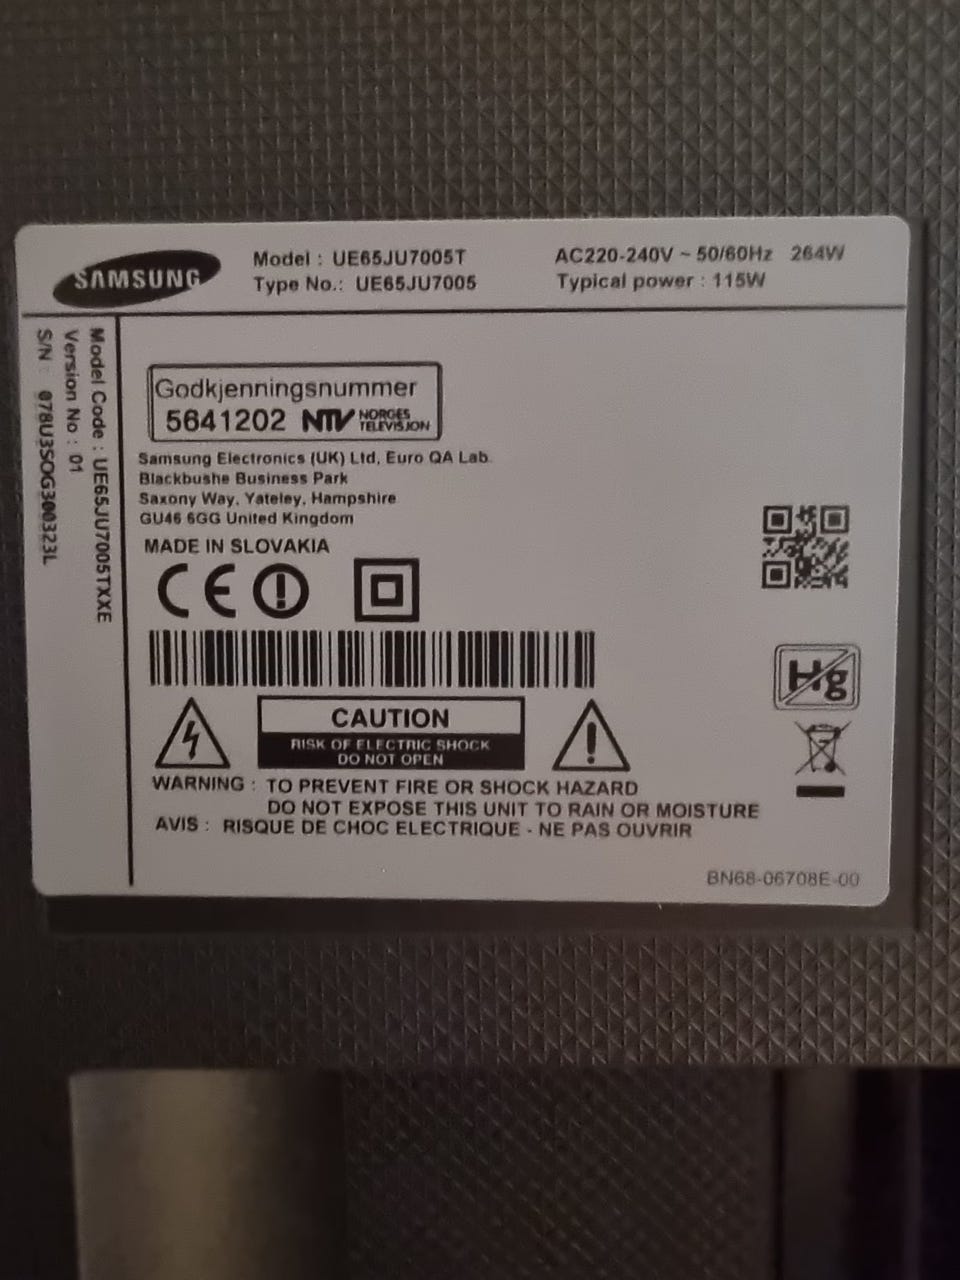 SAMSUNG
Model : UE65JU7005T
Type No.: UE65JU7005
AC220-240V ~ 50/60Hz 264W
Typical power : 115W
Model Code : UE65JU7005TXXE
Version No : 01
S/N : 078U3SOG300323L
Godkjenningsnummer
5641202 NTV NORGES TELEVISJON
Samsung Electronics (UK) Ltd, Euro QA Lab.
Blackbushe Business Park
Saxony Way, Yateley, Hampshire
GU46 6GG United Kingdom
MADE IN SLOVAKIA
CE
Hg
CAUTION
RISK OF ELECTRIC SHOCK
DO NOT OPEN
WARNING : TO PREVENT FIRE OR SHOCK HAZARD
DO NOT EXPOSE THIS UNIT TO RAIN OR MOISTURE
AVIS : RISQUE DE CHOC ELECTRIQUE - NE PAS OUVRIR
BN68-06708E-00